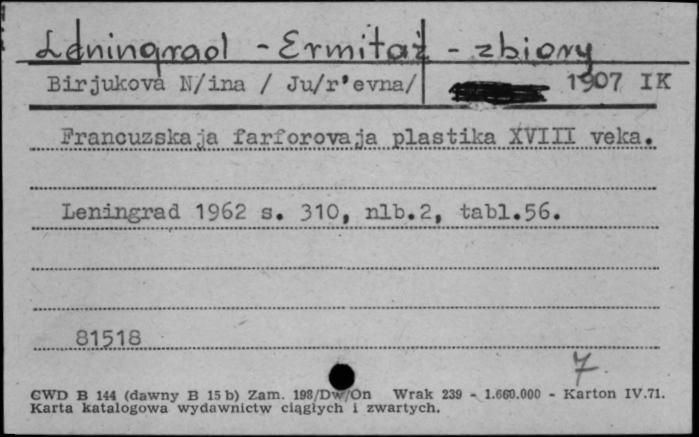 Leningrad - Ermitaż - zbiory
Birjukova N/ina / Ju/r'evna/ 1907 IK
Francuzskaja farforovaja plastika XVIII veka.
Leningrad 1962 s. 310, nlb.2, tabl.56.
81518
7
CWD B 144 (dawny B 15 b) Zam. 198/Dw/On Wrak 239 - 1.660.000 - Karton IV.71.
Karta katalogowa wydawnictw ciągłych i zwartych.